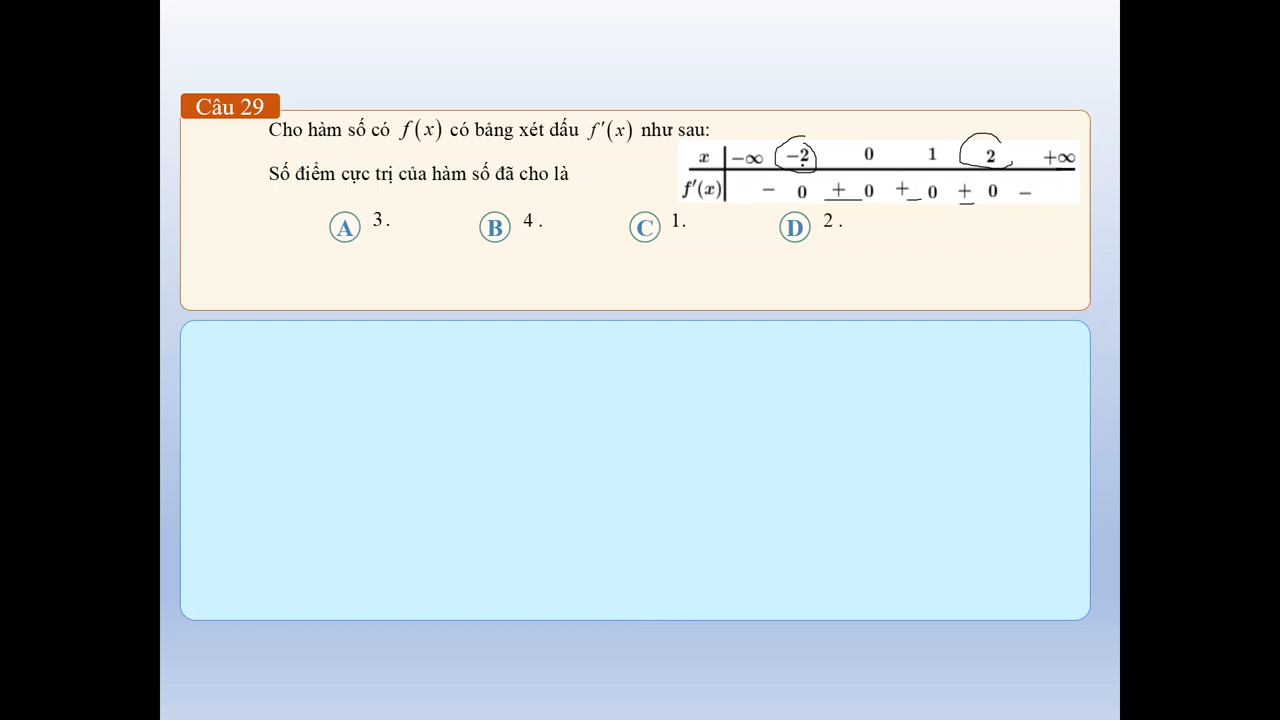 Câu 29
Cho hàm số có f(x) có bảng xét dấu f'(x) như sau:
x −∞ −2 0 1 2 +∞
f'(x) − 0 + 0 + 0 + 0 −
Số điểm cực trị của hàm số đã cho là
A 3. B 4. C 1. D 2.